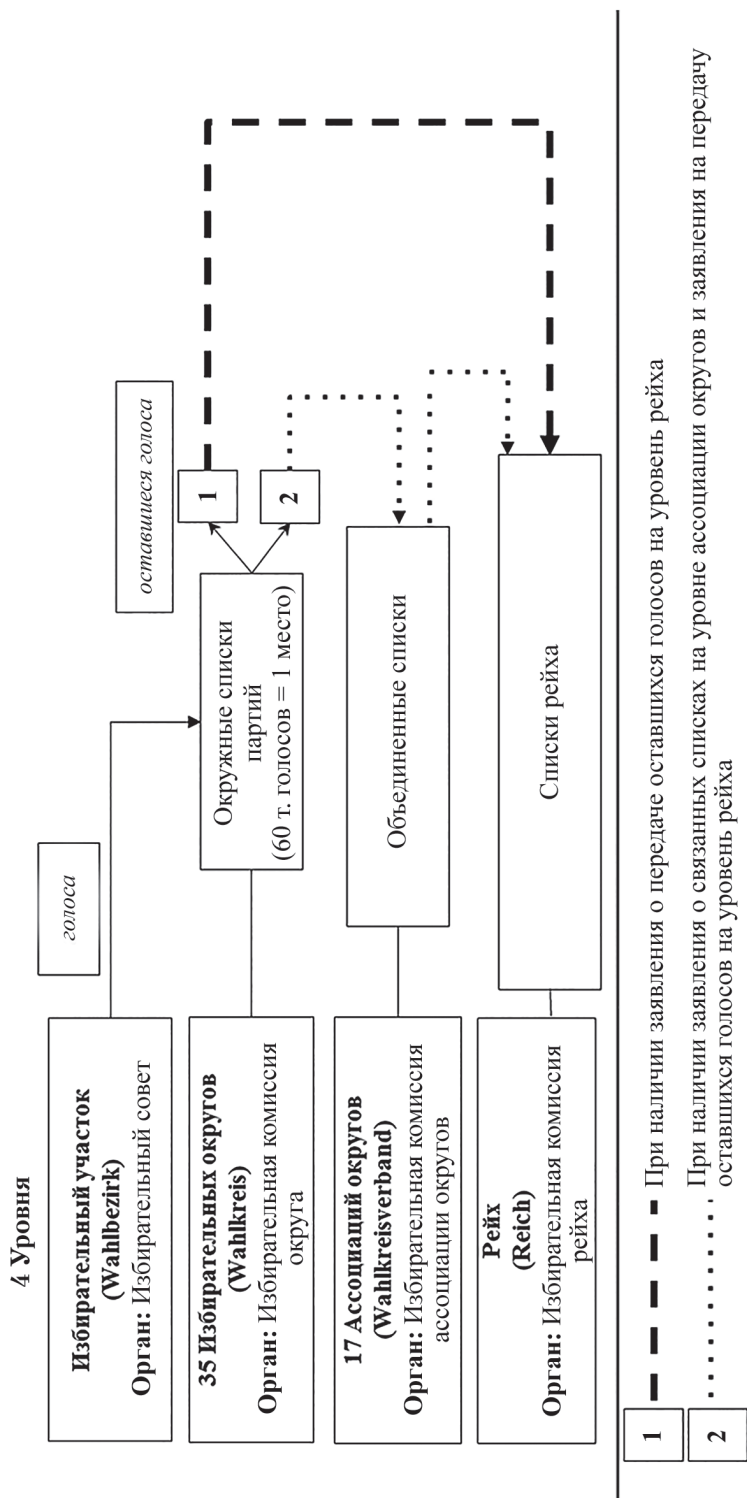 4 Уровня
голоса
оставшиеся голоса
Избирательный участок
(Wahlbezirk)
Орган: Избирательный совет
35 Избирательных округов
(Wahlkreis)
Орган: Избирательная комиссия
округа
Окружные списки
партий
(60 т. голосов = 1 место)
1
2
17 Ассоциаций округов
(Wahlkreisverband)
Орган: Избирательная комиссия
ассоциации округов
Объединенные списки
Рейх
(Reich)
Орган: Избирательная комиссия
рейха
Списки рейха
1
При наличии заявления о передаче оставшихся голосов на уровень рейха
2
При наличии заявления о связанных списках на уровне ассоциации округов и заявления на передачу
оставшихся голосов на уровень рейха